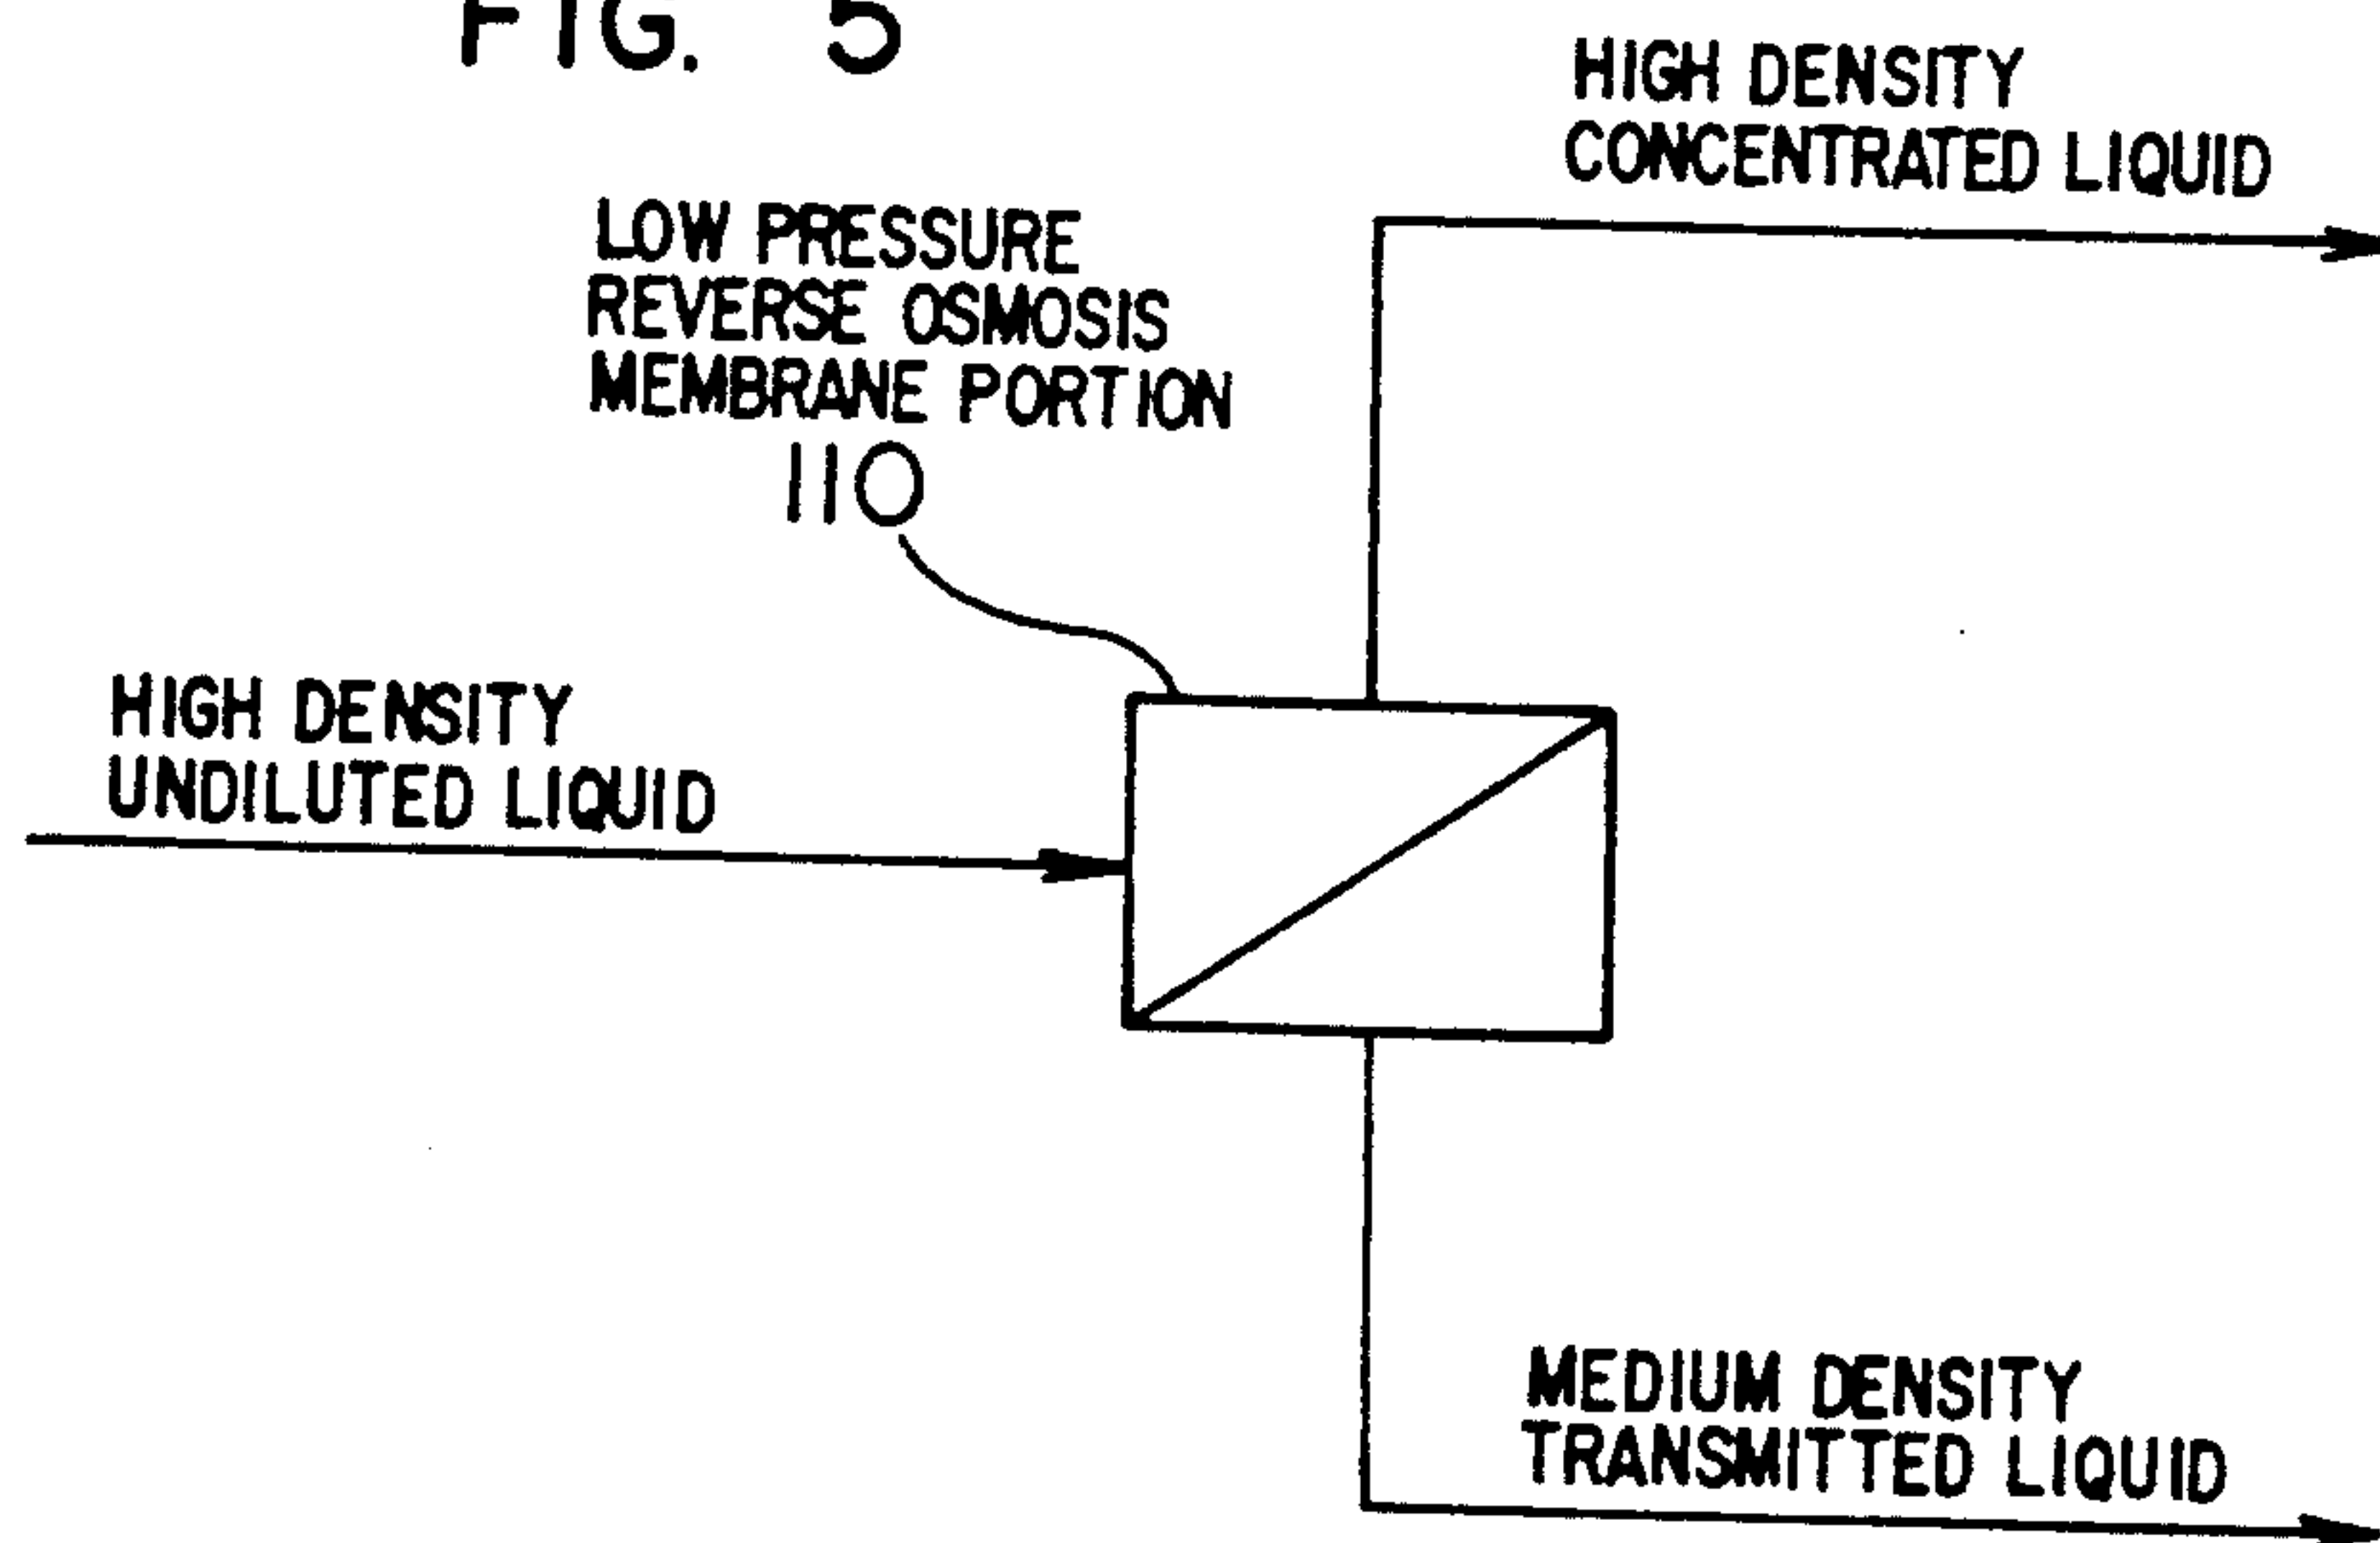 FIG. 5
HIGH DENSITY
CONCENTRATED LIQUID
LOW PRESSURE
REVERSE OSMOSIS
MEMBRANE PORTION
110
HIGH DENSITY
UNDILUTED LIQUID
MEDIUM DENSITY
TRANSMITTED LIQUID